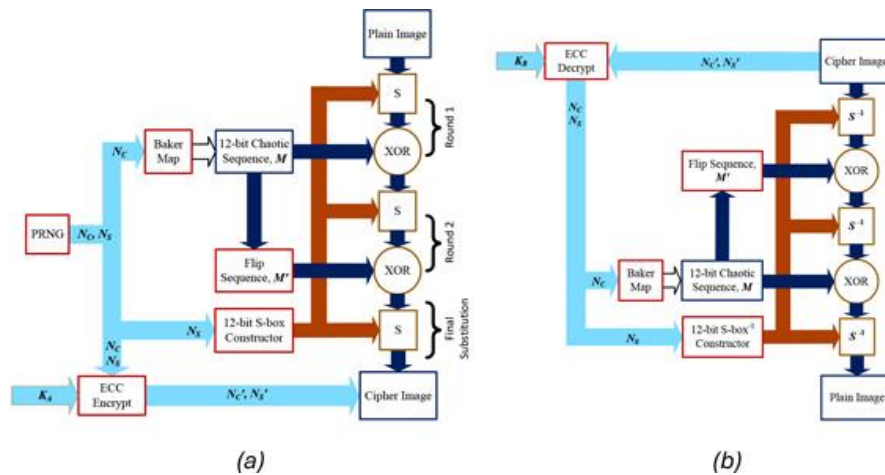 Plain Image
S
Round 1
N_C
Baker
Map
12-bit Chaotic
Sequence, M
XOR
S
PRNG
N_C, N_S
Flip
Sequence, M'
XOR
Round 2
N_S
12-bit S-box
Constructor
S
Final
Substitution
N_C
N_S
K_A
ECC
Encrypt
N_C', N_S'
Cipher Image
(a)
K_B
ECC
Decrypt
N_C', N_S'
Cipher Image
N_C
N_S
S⁻¹
Flip Sequence,
M'
XOR
S⁻¹
N_C
Baker
Map
12-bit Chaotic
Sequence, M
XOR
N_S
12-bit S-box⁻¹
Constructor
S⁻¹
Plain Image
(b)